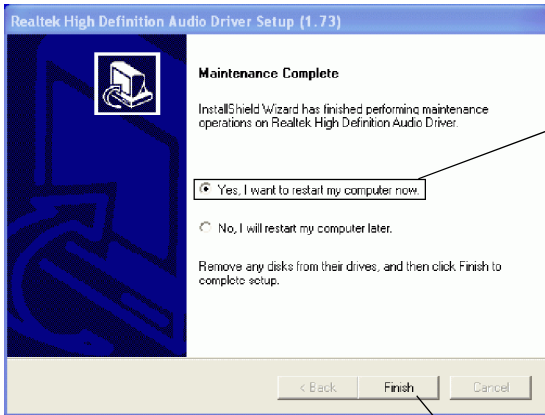 Realtek High Definition Audio Driver Setup (1.73)
Maintenance Complete
InstallShield Wizard has finished performing maintenance
operations on Realtek High Definition Audio Driver.
Yes, I want to restart my computer now.
No, I will restart my computer later.
Remove any disks from their drives, and then click Finish to
complete setup.
< Back Finish Cancel